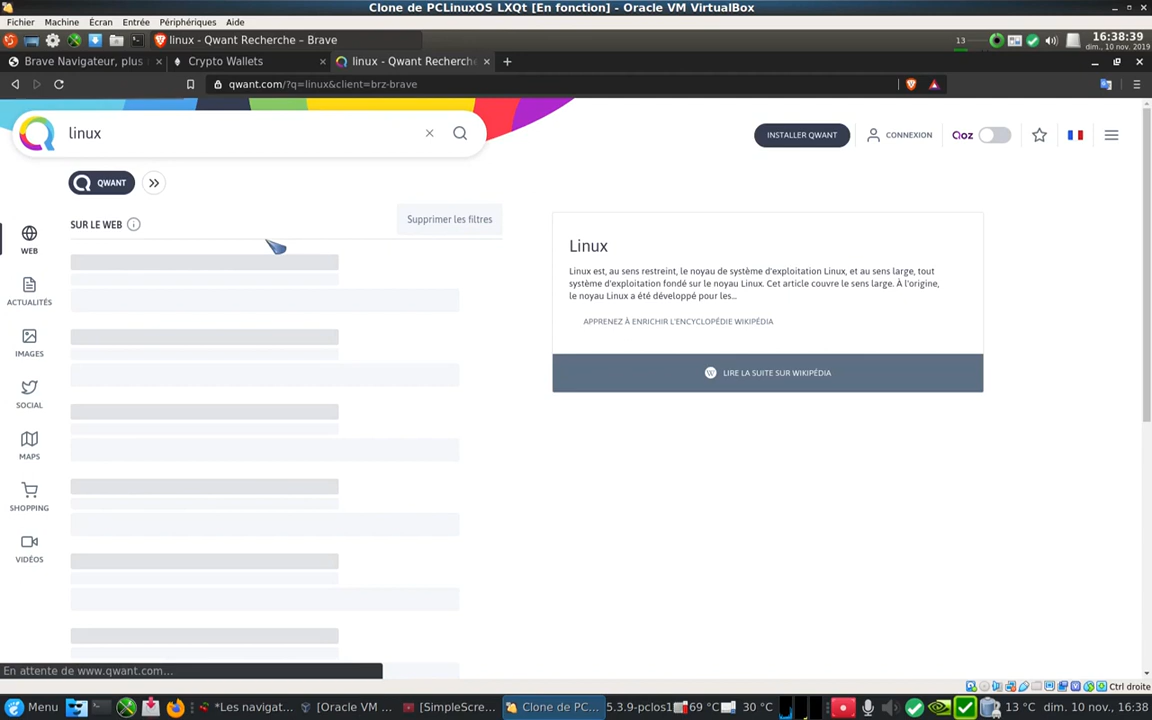 Clone de PCLinuxOS LXQt [En fonction] - Oracle VM VirtualBox
Fichier Machine Écran Entrée Périphériques Aide
linux - Qwant Recherche – Brave
13
16:38:39
dim., 10 nov. 2019
Brave Navigateur, plus
Crypto Wallets
linux - Qwant Recherche
qwant.com/?q=linux&client=brz-brave
linux
INSTALLER QWANT
CONNEXION
Qoz
QWANT
SUR LE WEB
Supprimer les filtres
WEB
ACTUALITÉS
IMAGES
SOCIAL
MAPS
SHOPPING
VIDÉOS
Linux
Linux est, au sens restreint, le noyau de système d'exploitation Linux, et au sens large, tout
système d'exploitation fondé sur le noyau Linux. Cet article couvre le sens large. À l'origine,
le noyau Linux a été développé pour les...
APPRENEZ À ENRICHIR L'ENCYCLOPÉDIE WIKIPÉDIA
W LIRE LA SUITE SUR WIKIPÉDIA
En attente de www.qwant.com...
Ctrl droite
Menu
*Les navigat...
[Oracle VM ...
[SimpleScre...
Clone de PC...
5.3.9-pclos1
69 °C
30 °C
13 °C
dim. 10 nov., 16:38